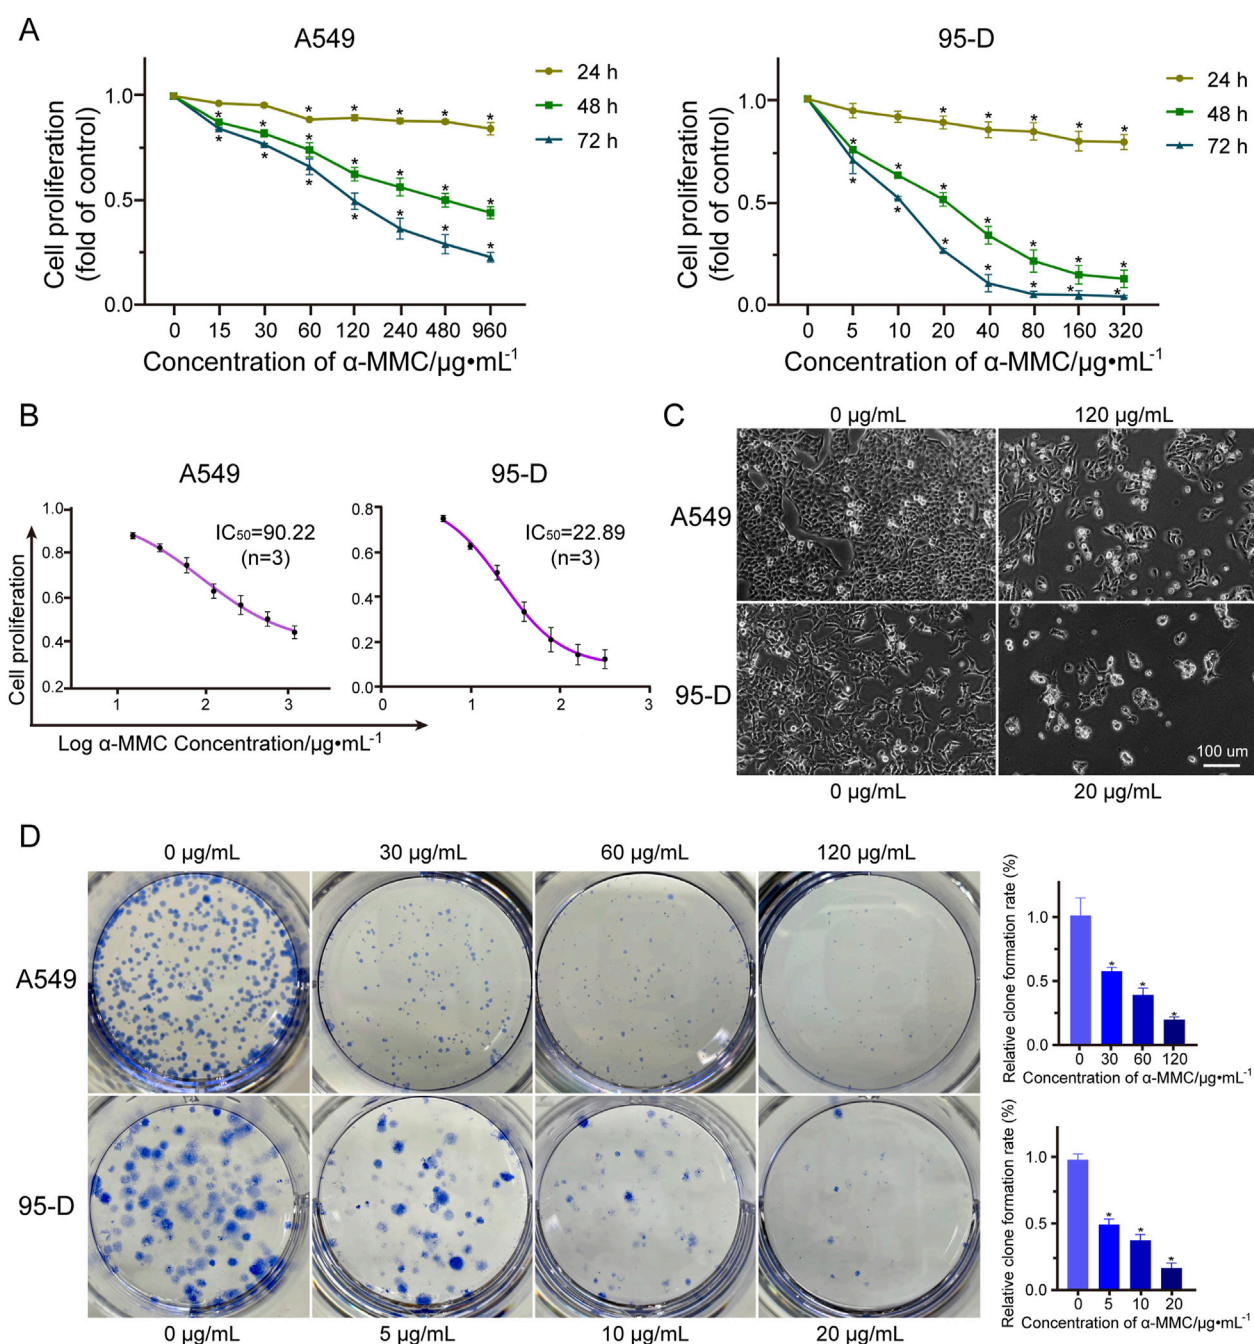 A
A549
95-D
Cell proliferation
(fold of control)
1.0
0.5
0.0
24 h
48 h
72 h
* * * * *
* * * * * * *
* * * * * * *
0 15 30 60 120 240 480 960
Concentration of α-MMC/µg•mL-1
Cell proliferation
(fold of control)
1.0
0.5
0.0
24 h
48 h
72 h
* * * * *
* * * * * * *
* * * * * * *
0 5 10 20 40 80 160 320
Concentration of α-MMC/µg•mL-1
B
A549
95-D
Cell proliferation
1.0
0.8
0.6
0.4
0.2
IC50=90.22
(n=3)
1 2 3
0.8
0.6
0.4
0.2
0.0
IC50=22.89
(n=3)
0 1 2 3
Log α-MMC Concentration/µg•mL-1
C
0 µg/mL 120 µg/mL
A549
95-D
100 um
0 µg/mL 20 µg/mL
D
0 µg/mL 30 µg/mL 60 µg/mL 120 µg/mL
A549
95-D
0 µg/mL 5 µg/mL 10 µg/mL 20 µg/mL
Relative clone formation rate (%)
1.0
0.5
0.0
* * *
0 30 60 120
Concentration of α-MMC/µg•mL-1
Relative clone formation rate (%)
1.0
0.5
0.0
* * *
0 5 10 20
Concentration of α-MMC/µg•mL-1